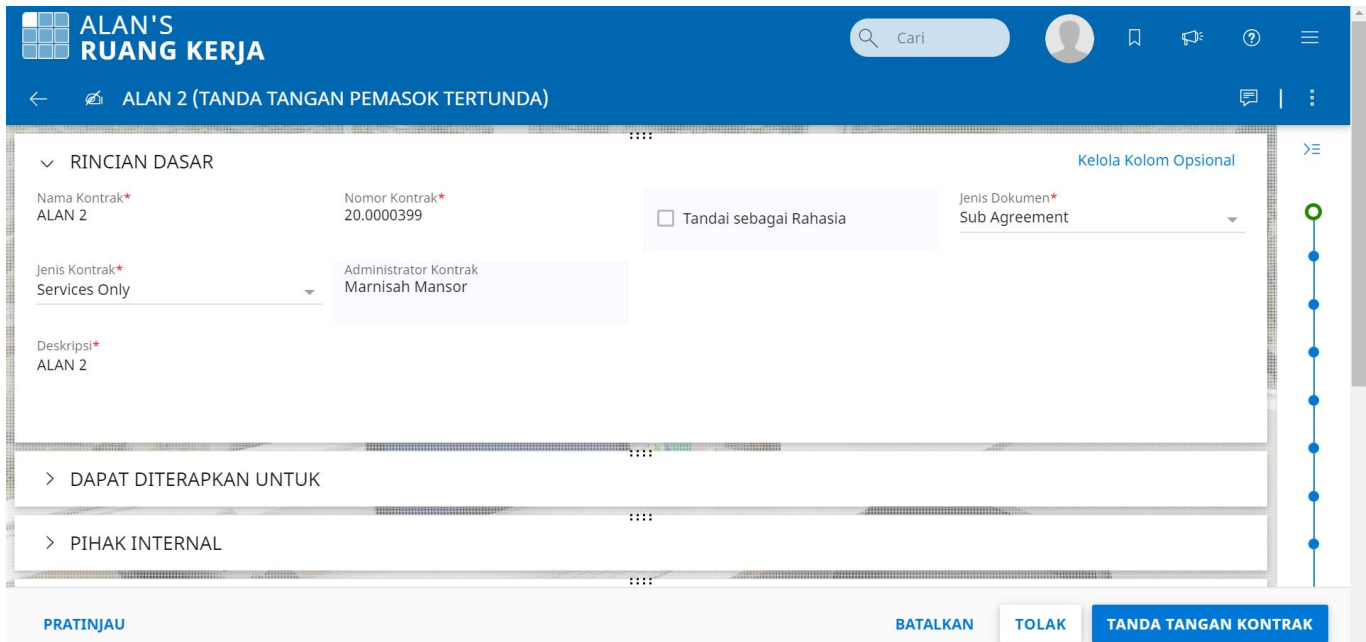 ALAN'S
RUANG KERJA
Cari
ALAN 2 (TANDA TANGAN PEMASOK TERTUNDA)
RINCIAN DASAR
Kelola Kolom Opsional
Nama Kontrak*
ALAN 2
Nomor Kontrak*
20.0000399
Tandai sebagai Rahasia
Jenis Dokumen*
Sub Agreement
Jenis Kontrak*
Services Only
Administrator Kontrak
Marnisah Mansor
Deskripsi*
ALAN 2
DAPAT DITERAPKAN UNTUK
PIHAK INTERNAL
PRATINJAU
BATALKAN
TOLAK
TANDA TANGAN KONTRAK